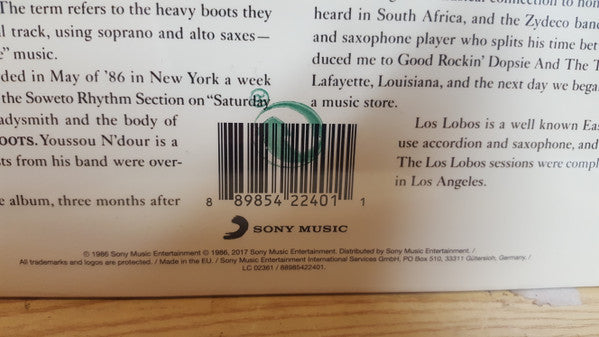 The term refers to the heavy boots they
l track, using soprano and alto saxes—
e” music.
ded in May of ’86 in New York a week
the Soweto Rhythm Section on “Saturday
adysmith and the body of
OOTS. Youssou N’dour is a
sts from his band were over-
e album, three months after
heard in South Africa, and the Zydeco band
and saxophone player who splits his time bet
duced me to Good Rockin’ Dopsie And The T
Lafayette, Louisiana, and the next day we bega
a music store.
Los Lobos is a well known Eas
use accordion and saxophone, and
The Los Lobos sessions were compl
in Los Angeles.
8 89854 22401 1
SONY MUSIC
© 1986 Sony Music Entertainment ℗ 1986, 2017 Sony Music Entertainment. Distributed by Sony Music Entertainment. /
All trademarks and logos are protected. / Made in the EU. / Sony Music Entertainment International Services GmbH, PO Box 510, 33311 Gütersloh, Germany. /
LC 02361 / 88985422401.